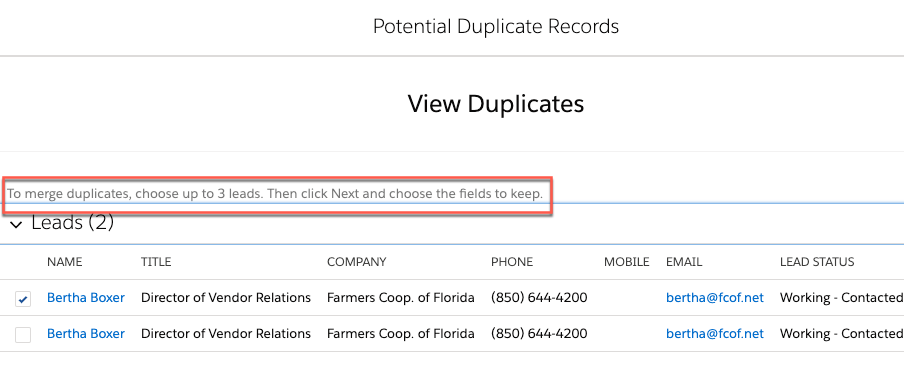 Potential Duplicate Records
View Duplicates
To merge duplicates, choose up to 3 leads. Then click Next and choose the fields to keep.
Leads (2)
NAME TITLE COMPANY PHONE MOBILE EMAIL LEAD STATUS
Bertha Boxer Director of Vendor Relations Farmers Coop. of Florida (850) 644-4200 bertha@fcof.net Working - Contacted
Bertha Boxer Director of Vendor Relations Farmers Coop. of Florida (850) 644-4200 bertha@fcof.net Working - Contacted